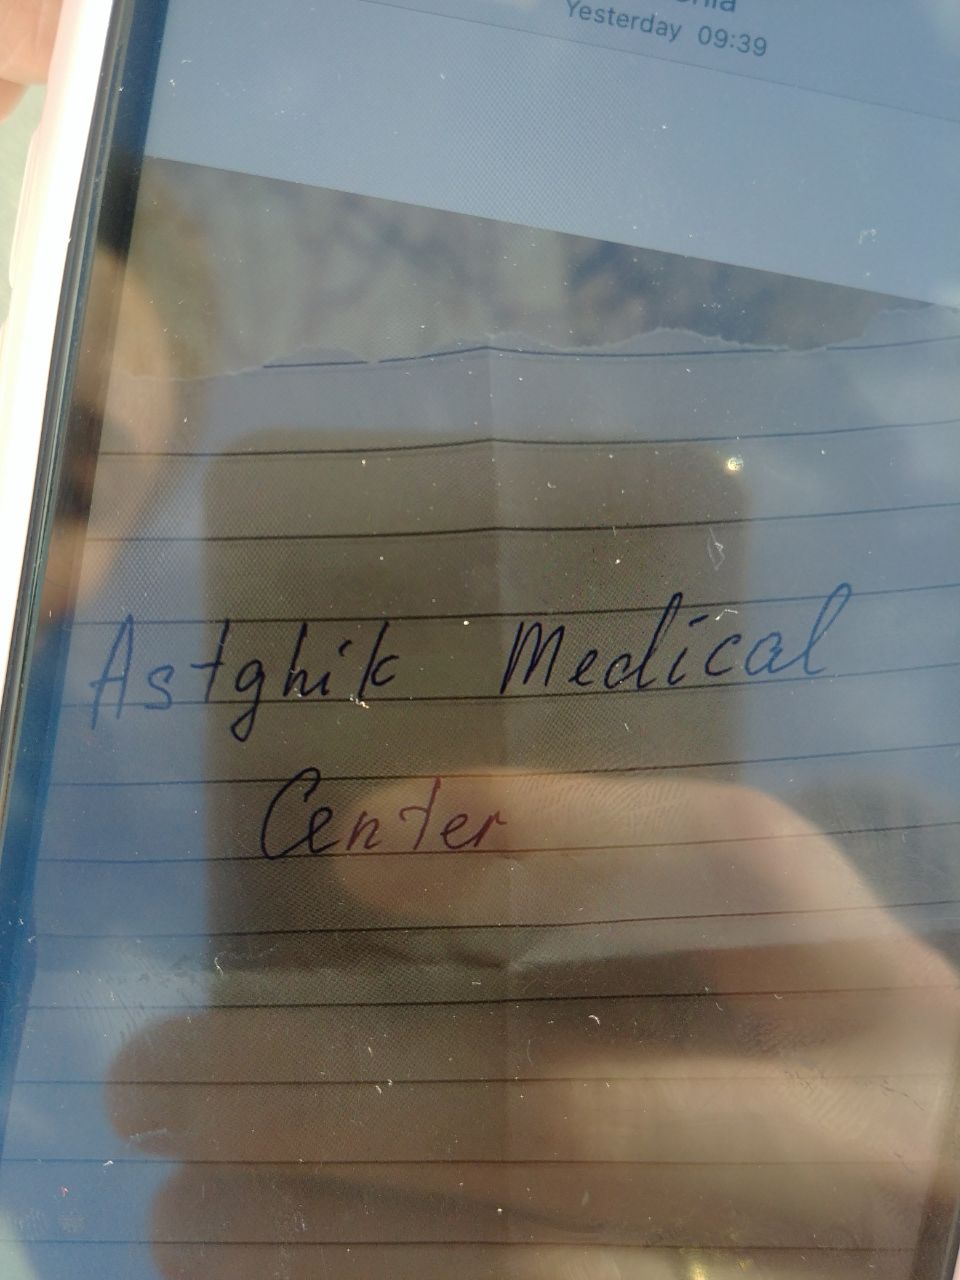 Yesterday 09:39
Astghik Medical
Center